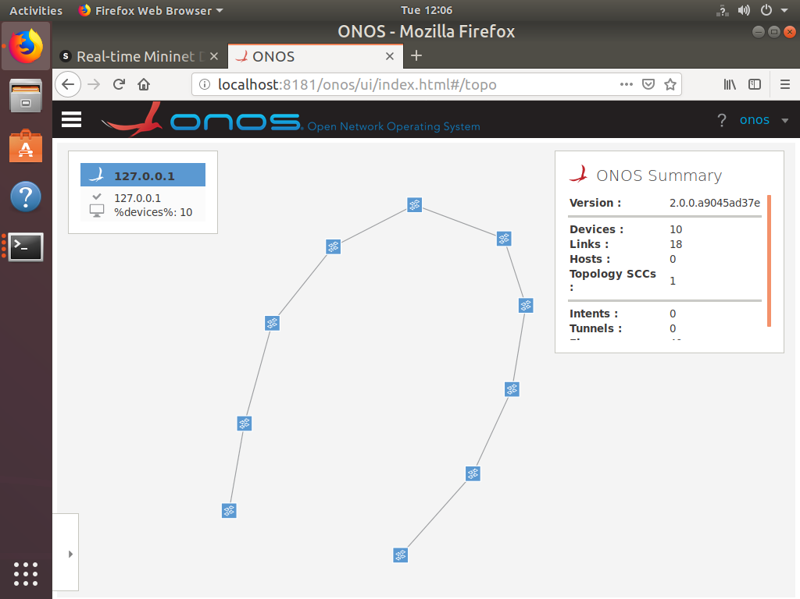 Activities
Firefox Web Browser
Tue 12:06
ONOS - Mozilla Firefox
Real-time Mininet
ONOS
localhost:8181/onos/ui/index.html#/topo
onos. Open Network Operating System
? onos
127.0.0.1
127.0.0.1
%devices%: 10
ONOS Summary
Version : 2.0.0.a9045ad37e
Devices : 10
Links : 18
Hosts : 0
Topology SCCs : 1
Intents : 0
Tunnels : 0